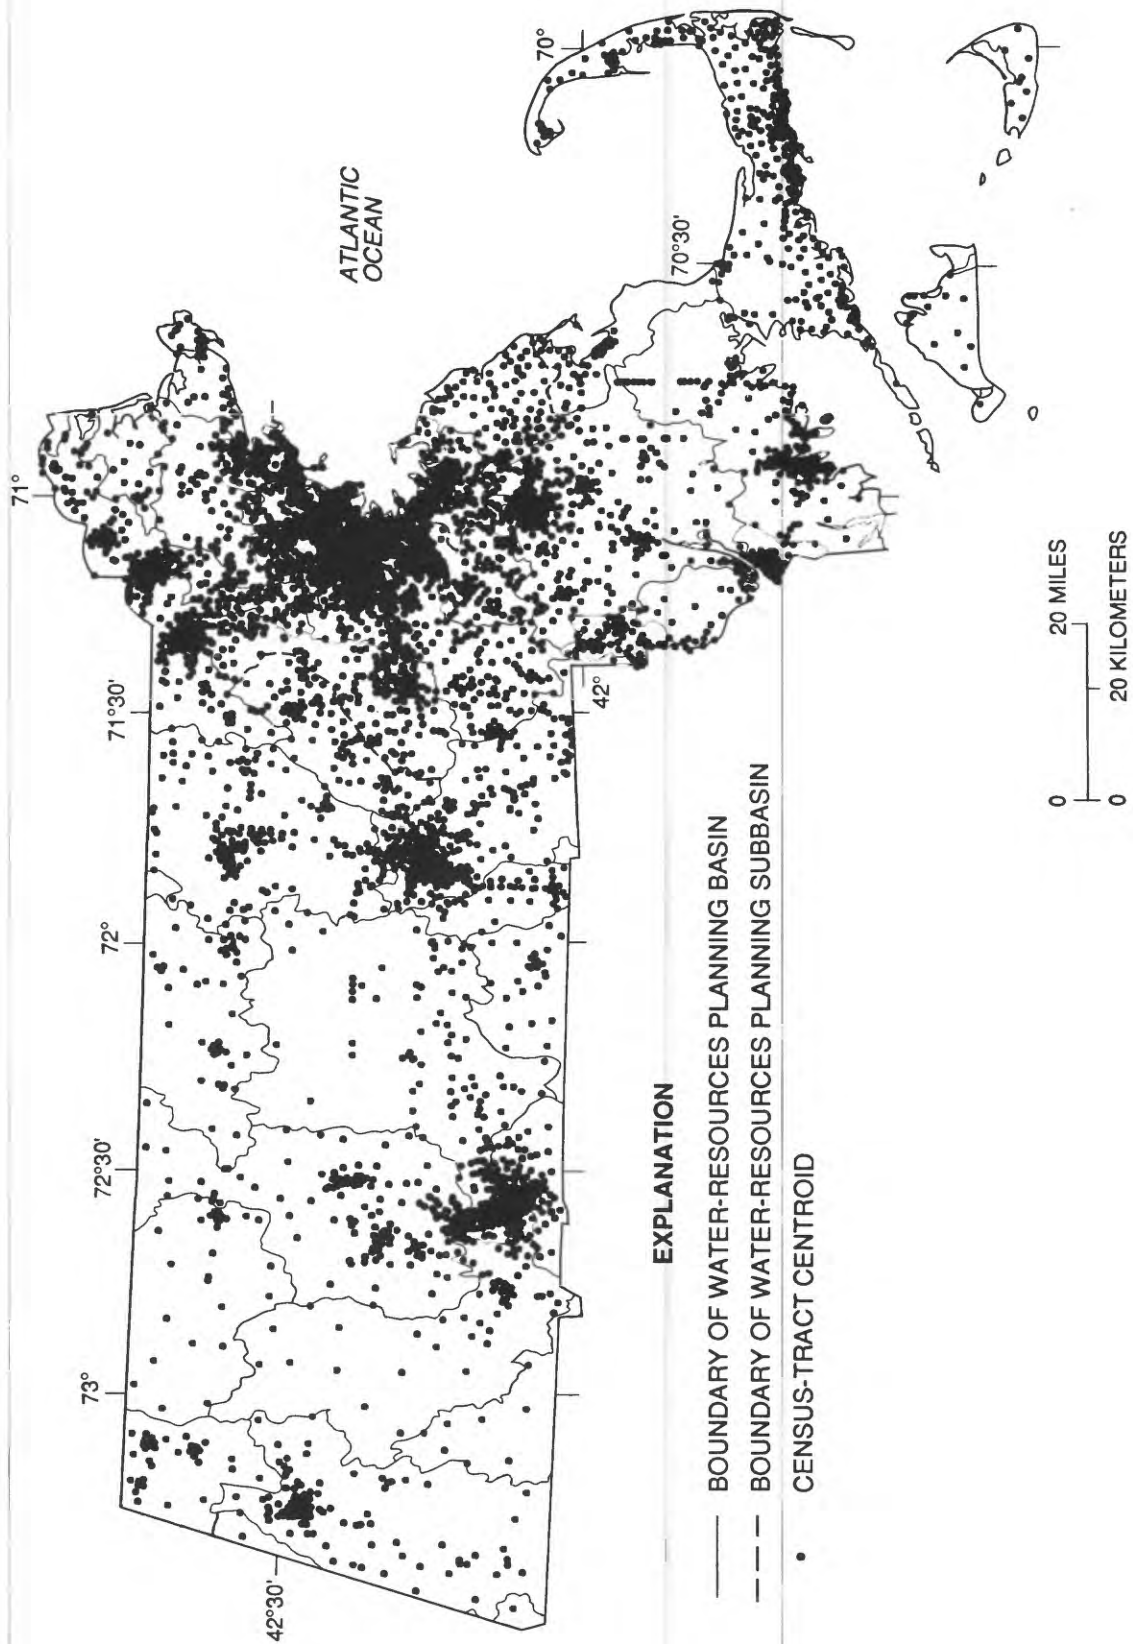 71°
70°
ATLANTIC
OCEAN
70°30'
71°30'
72°
72°30'
73°
42°30'
42°
EXPLANATION
BOUNDARY OF WATER-RESOURCES PLANNING BASIN
BOUNDARY OF WATER-RESOURCES PLANNING SUBBASIN
CENSUS-TRACT CENTROID
0 20 MILES
0 20 KILOMETERS